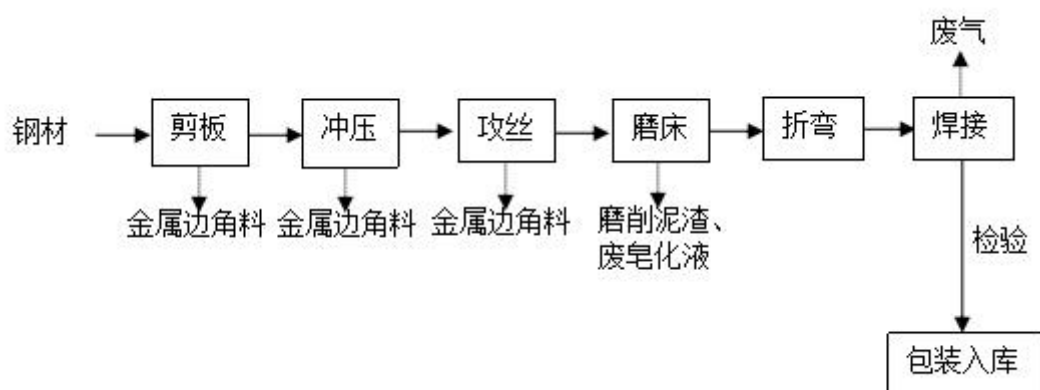 废气
钢材
剪板
冲压
攻丝
磨床
折弯
焊接
金属边角料
金属边角料
金属边角料
磨削泥渣、
废皂化液
检验
包装入库